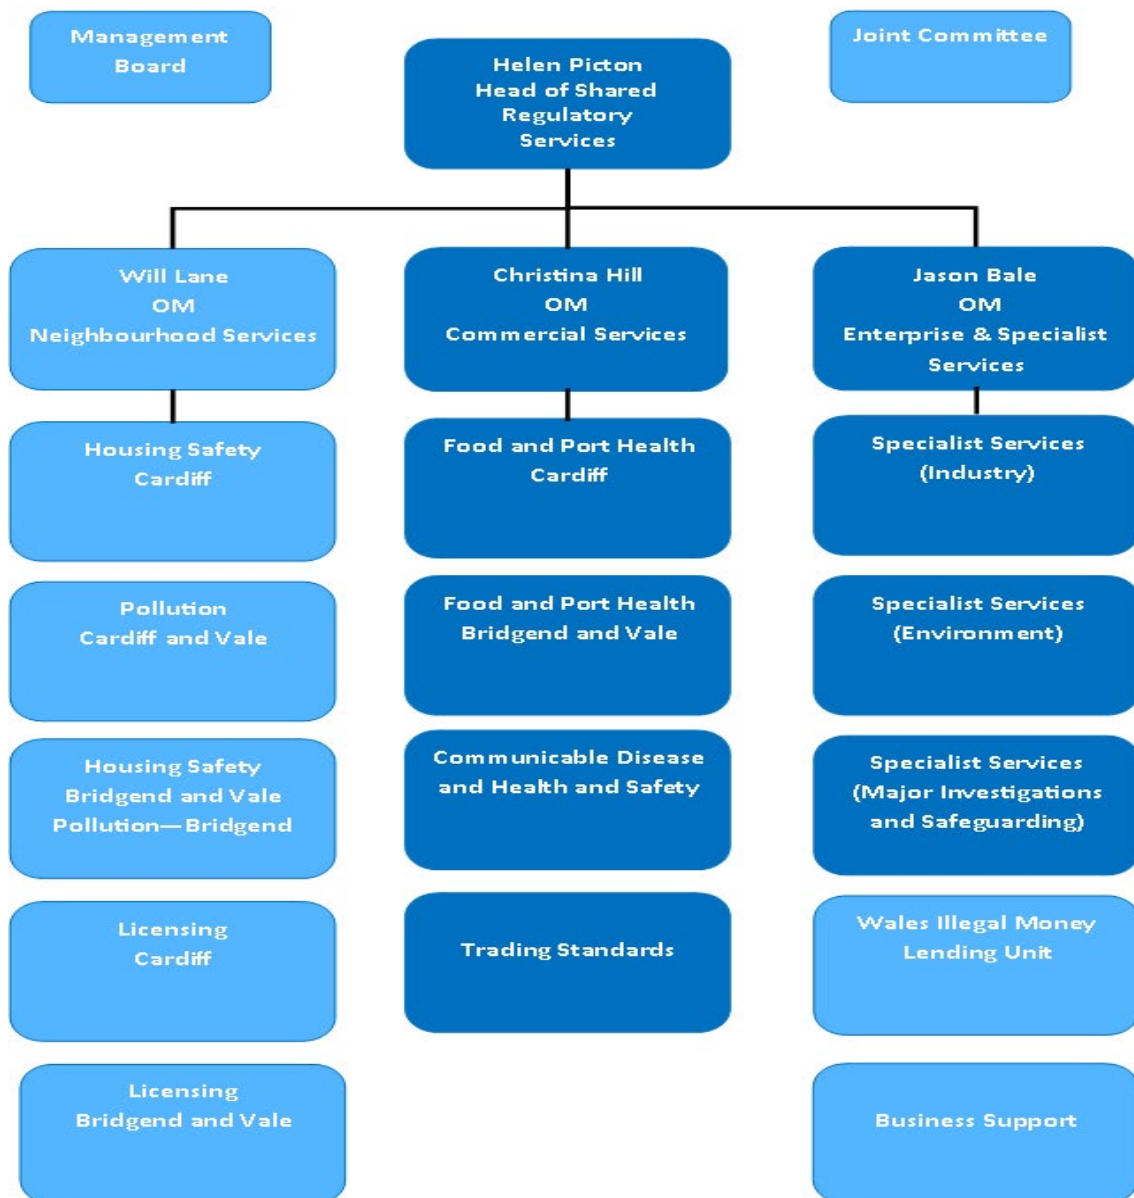 Management
Board
Helen Picton
Head of Shared
Regulatory
Services
Joint Committee
Will Lane
OM
Neighbourhood Services
Christina Hill
OM
Commercial Services
Jason Bale
OM
Enterprise & Specialist
Services
Housing Safety
Cardiff
Food and Port Health
Cardiff
Specialist Services
(Industry)
Pollution
Cardiff and Vale
Food and Port Health
Bridgend and Vale
Specialist Services
(Environment)
Housing Safety
Bridgend and Vale
Pollution—Bridgend
Communicable Disease
and Health and Safety
Specialist Services
(Major Investigations
and Safeguarding)
Licensing
Cardiff
Trading Standards
Wales Illegal Money
Lending Unit
Licensing
Bridgend and Vale
Business Support